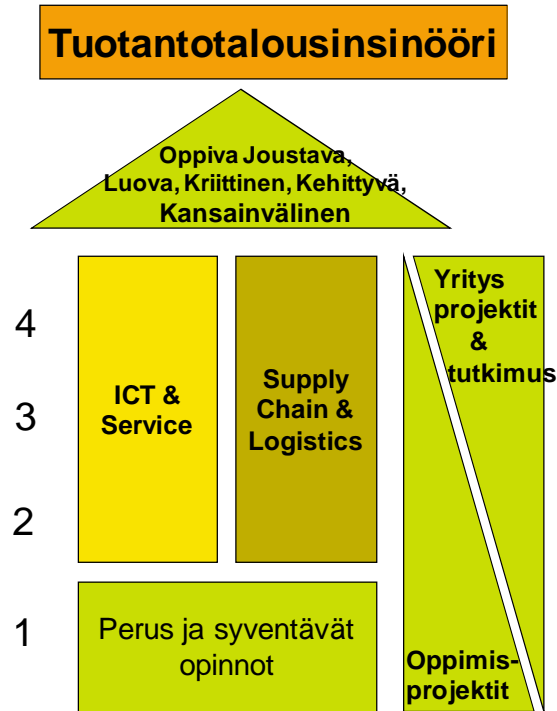 Tuotantotalousinsinööri
Oppiva Joustava,
Luova, Kriittinen, Kehittyvä,
Kansainvälinen
4
3
2
1
ICT &
Service
Supply
Chain &
Logistics
Yritys
projektit
&
tutkimus
Perus ja syventävät
opinnot
Oppimis-
projektit